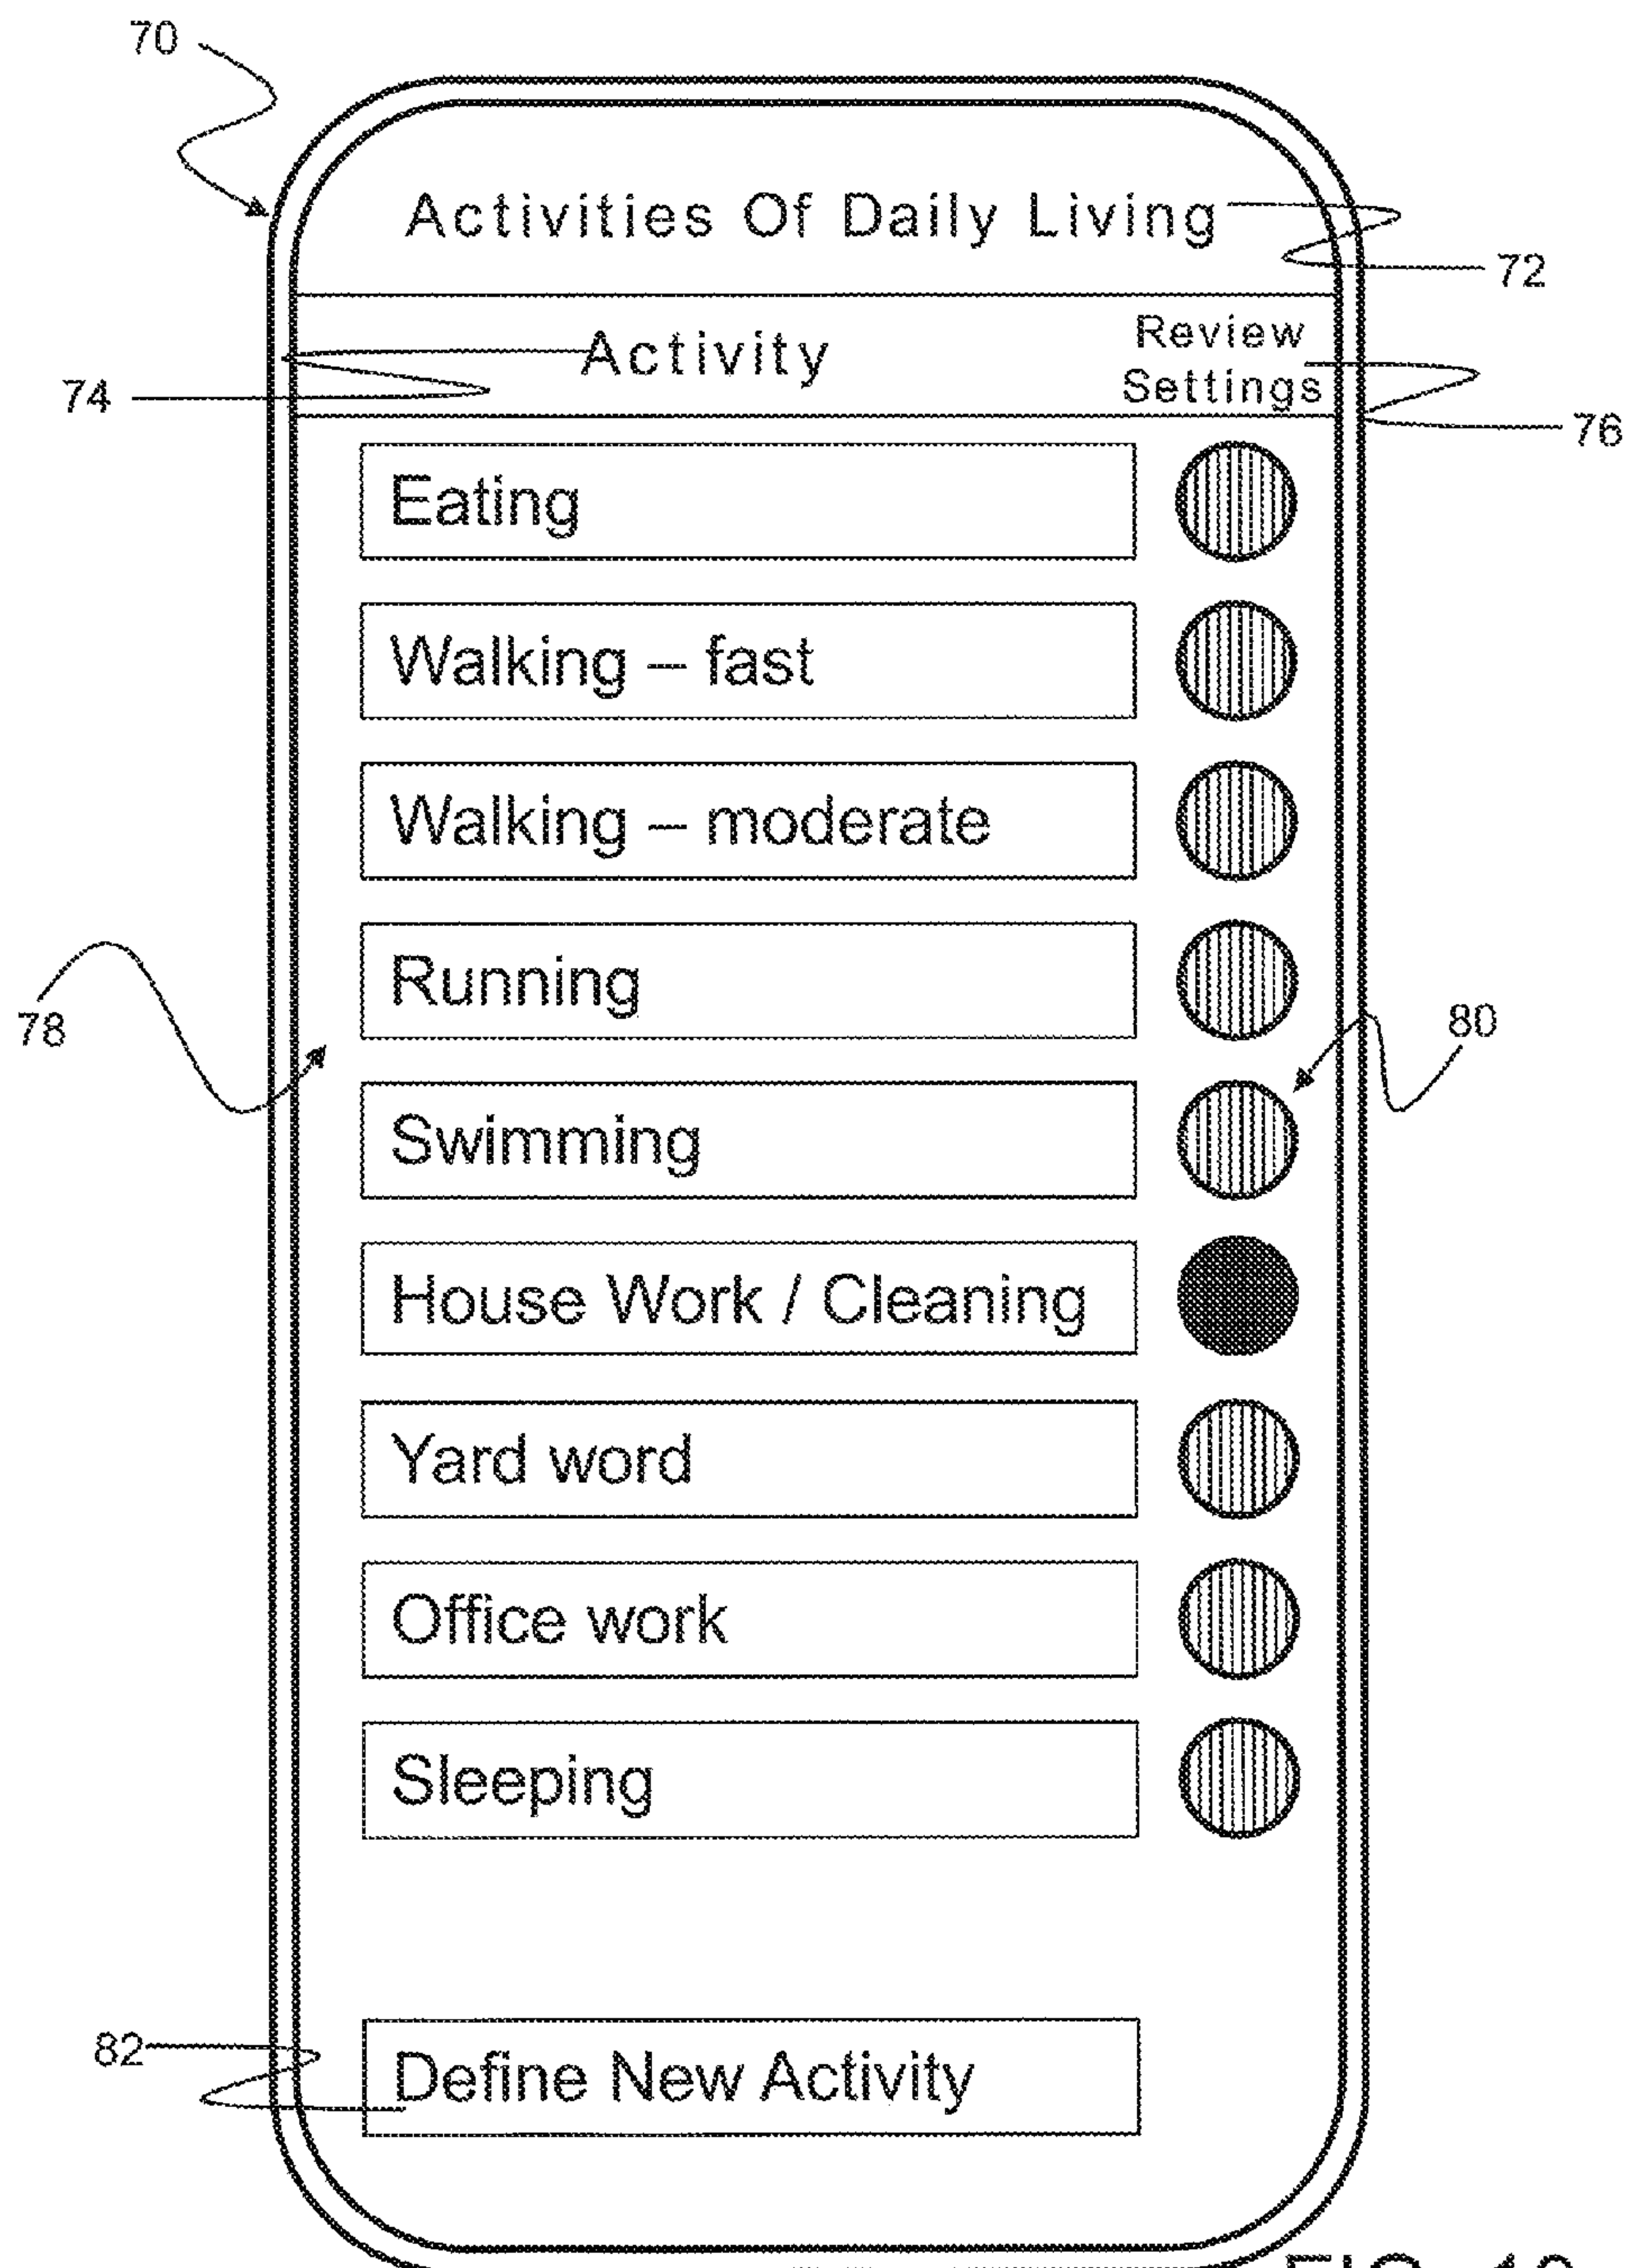 70
Activities Of Daily Living
72
Activity
Review
Settings
74
76
Eating
Walking – fast
Walking – moderate
Running
78
80
Swimming
House Work / Cleaning
Yard word
Office work
Sleeping
82
Define New Activity